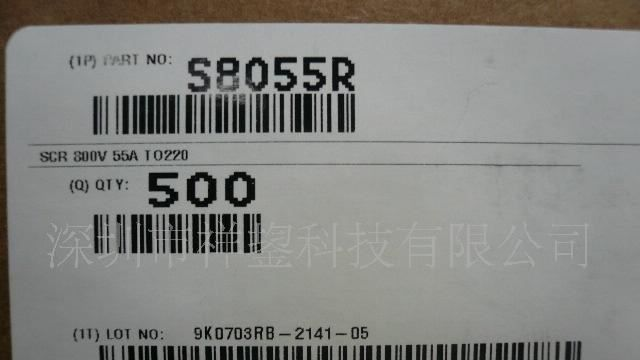 (1P) PART NO: S8055R
SCR 800V 55A TO220
(Q) QTY: 500
深圳市祥鋆科技有限公司
(1T) LOT NO: 9K0703RB-2141-05